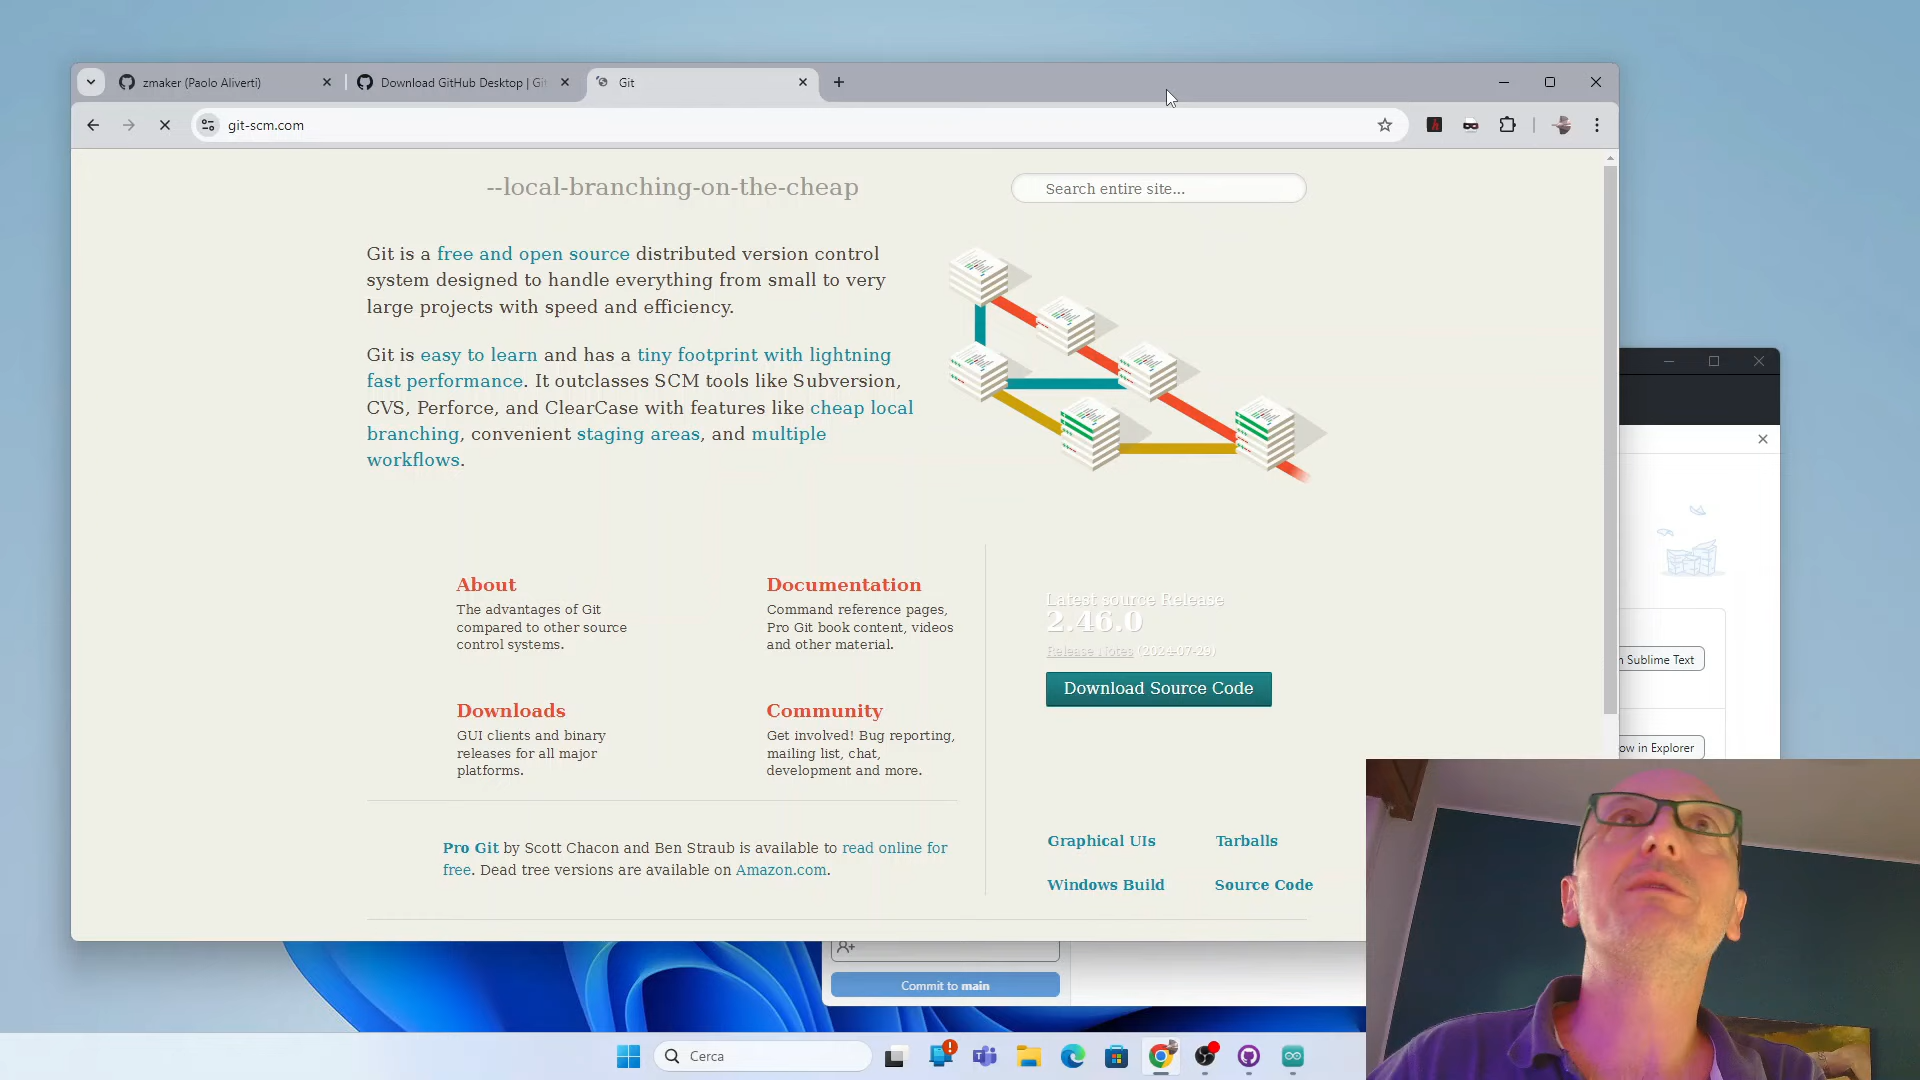 zmaker (Paolo Aliverti)
Download GitHub Desktop | Git
Git
git-scm.com
--local-branching-on-the-cheap
Search entire site...
Git is a free and open source distributed version control
system designed to handle everything from small to very
large projects with speed and efficiency.
Git is easy to learn and has a tiny footprint with lightning
fast performance. It outclasses SCM tools like Subversion,
CVS, Perforce, and ClearCase with features like cheap local
branching, convenient staging areas, and multiple
workflows.
About
The advantages of Git
compared to other source
control systems.
Documentation
Command reference pages,
Pro Git book content, videos
and other material.
Downloads
GUI clients and binary
releases for all major
platforms.
Community
Get involved! Bug reporting,
mailing list, chat,
development and more.
Latest source Release
2.46.0
Release Notes (2024-07-29)
Download Source Code
Pro Git by Scott Chacon and Ben Straub is available to read online for
free. Dead tree versions are available on Amazon.com.
Graphical UIs
Tarballs
Windows Build
Source Code
Sublime Text
in Explorer
Commit to main
Cerca